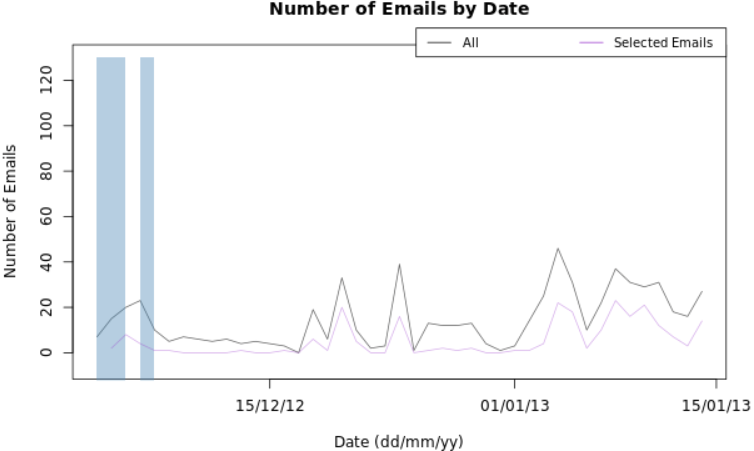 Number of Emails by Date
All
Selected Emails
Number of Emails
120
100
80
60
40
20
0
15/12/12
01/01/13
15/01/13
Date (dd/mm/yy)